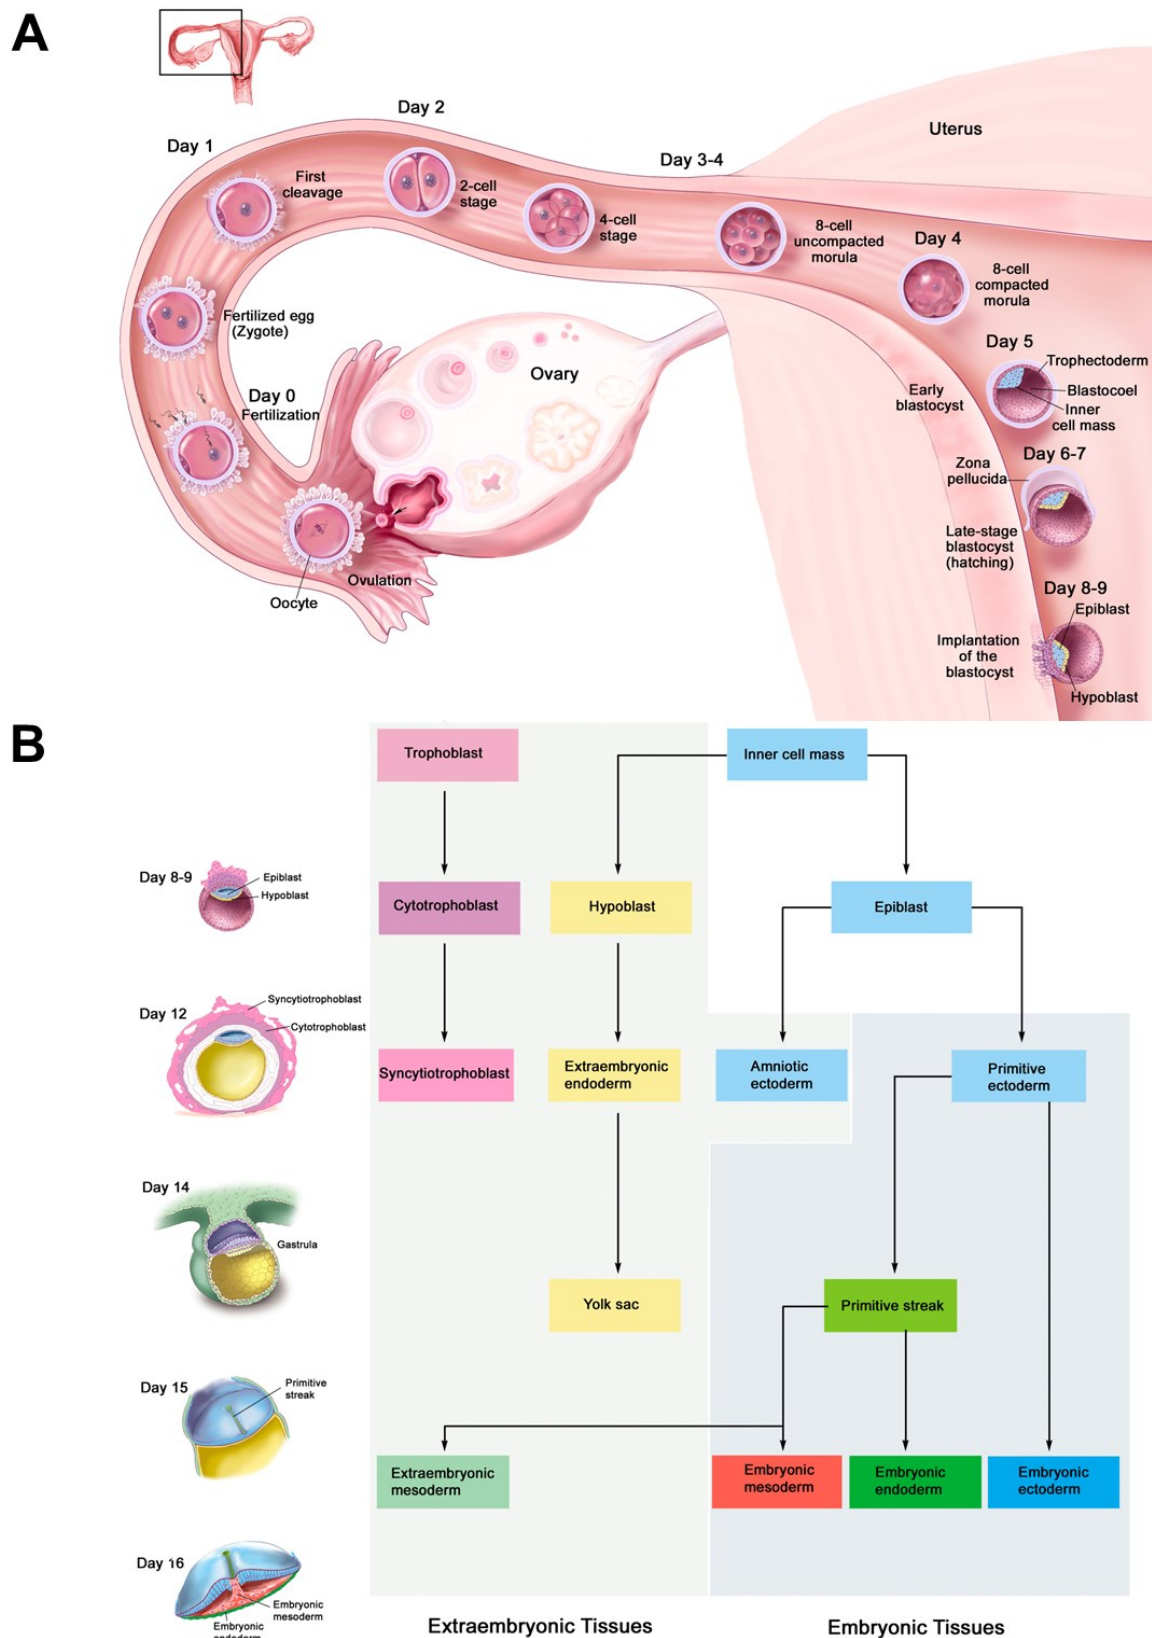 A
Day 2
Day 1
Uterus
Day 3-4
First
cleavage
2-cell
stage
4-cell
stage
8-cell
uncompacted
morula
Day 4
8-cell
compacted
morula
Fertilized egg
(Zygote)
Day 5
Trophectoderm
Blastocoel
Inner
cell mass
Early
blastocyst
Ovary
Day 0
Fertilization
Day 6-7
Zona
pellucida
Late-stage
blastocyst
(hatching)
Ovulation
Oocyte
Day 8-9
Epiblast
Implantation
of the
blastocyst
Hypoblast
B
Trophoblast
Inner cell mass
Day 8-9
Epiblast
Hypoblast
Cytotrophoblast
Hypoblast
Epiblast
Day 12
Syncytiotrophoblast
Cytotrophoblast
Syncytiotrophoblast
Extraembryonic
endoderm
Amniotic
ectoderm
Primitive
ectoderm
Day 14
Gastrula
Yolk sac
Primitive streak
Day 15
Primitive
streak
Extraembryonic
mesoderm
Embryonic
mesoderm
Embryonic
endoderm
Embryonic
ectoderm
Day 16
Embryonic
mesoderm
Embryonic
endoderm
Extraembryonic Tissues
Embryonic Tissues